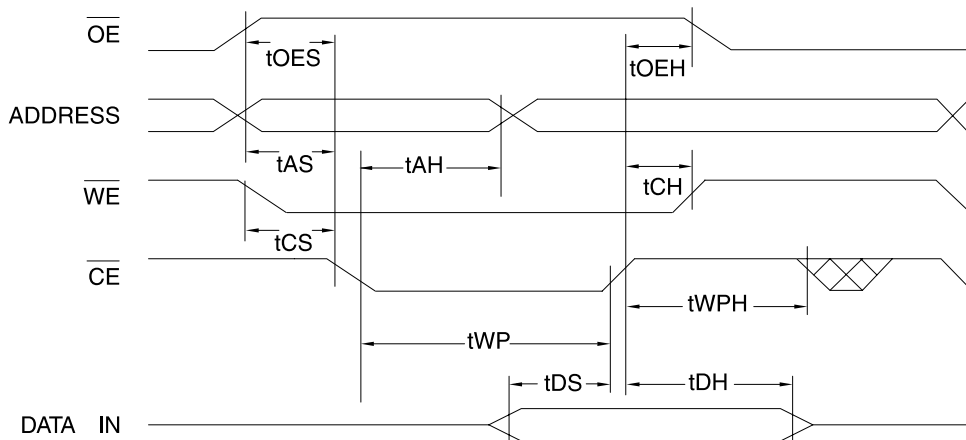 OE
tOES
tOEH
ADDRESS
tAS
tAH
WE
tCH
tCS
CE
tWPH
tWP
tDS
tDH
DATA IN